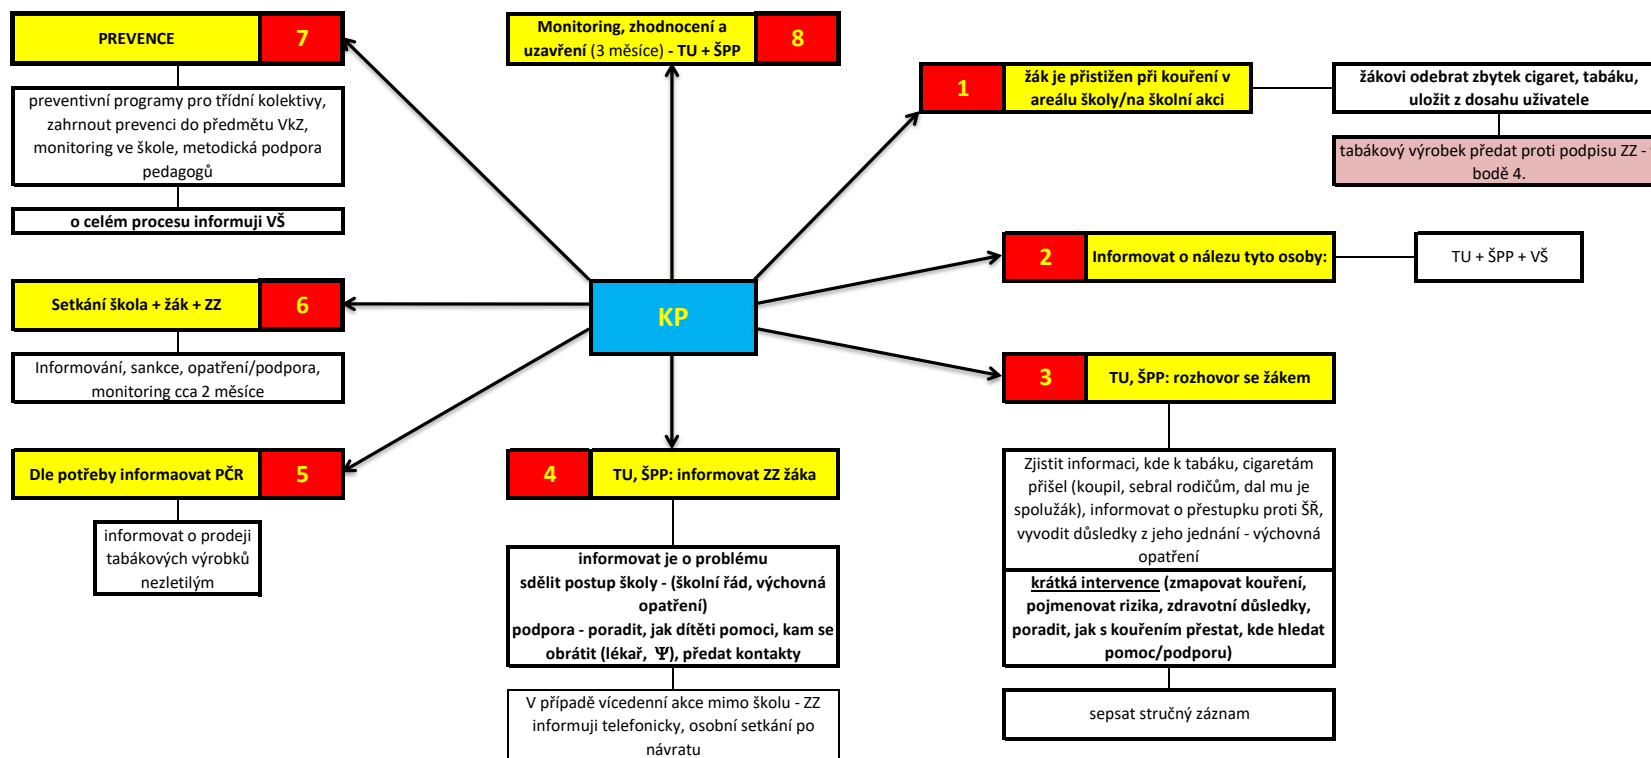 PREVENCE 7
preventivní programy pro třídní kolektivy,
zahrnout prevenci do předmětu VkZ,
monitoring ve škole, metodická podpora
pedagogů
o celém procesu informuji VŠ
Monitoring, zhodnocení a
uzavření (3 měsíce) - TU + ŠPP
8
1
žák je přistižen při kouření v
areálu školy/na školní akci
žákovi odebrat zbytek cigaret, tabáku,
uložit z dosahu uživatele
tabákový výrobek předat proti podpisu ZZ -
bodě 4.
2 Informovat o nálezu tyto osoby:
TU + ŠPP + VŠ
Setkání škola + žák + ZZ 6
Informování, sankce, opatření/podpora,
monitoring cca 2 měsíce
KP
3 TU, ŠPP: rozhovor se žákem
Zjistit informaci, kde k tabáku, cigaretám
přišel (koupil, sebral rodičům, dal mu je
spolužák), informovat o přestupku proti ŠŘ,
vyvodit důsledky z jeho jednání - výchovná
opatření
krátká intervence (zmapovat kouření,
pojmenovat rizika, zdravotní důsledky,
poradit, jak s kouřením přestat, kde hledat
pomoc/podporu)
sepsat stručný záznam
4 TU, ŠPP: informovat ZZ žáka
informovat je o problému
sdělit postup školy - (školní řád, výchovná
opatření)
podpora - poradit, jak dítěti pomoci, kam se
obrátit (lékař, Ψ), předat kontakty
V případě vícedenní akce mimo školu - ZZ
informuji telefonicky, osobní setkání po
návratu
Dle potřeby informaovat PČR 5
informovat o prodeji
tabákových výrobků
nezletilým